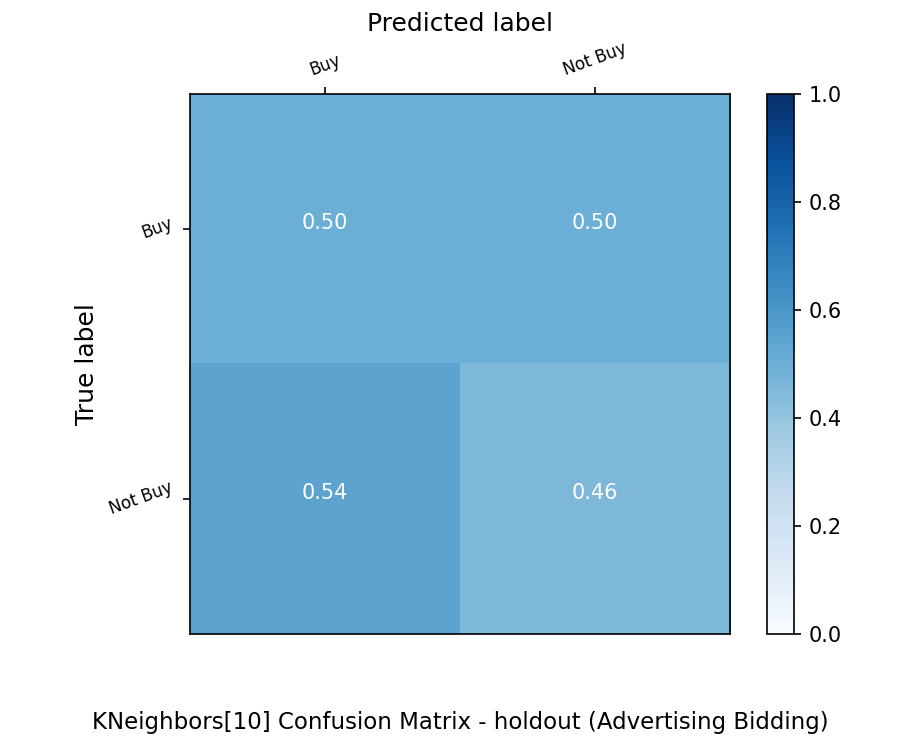 Predicted label
Buy
Not Buy
1.0
0.8
Buy
0.50
0.50
0.6
True label
0.4
Not Buy
0.54
0.46
0.2
0.0
KNeighbors[10] Confusion Matrix - holdout (Advertising Bidding)